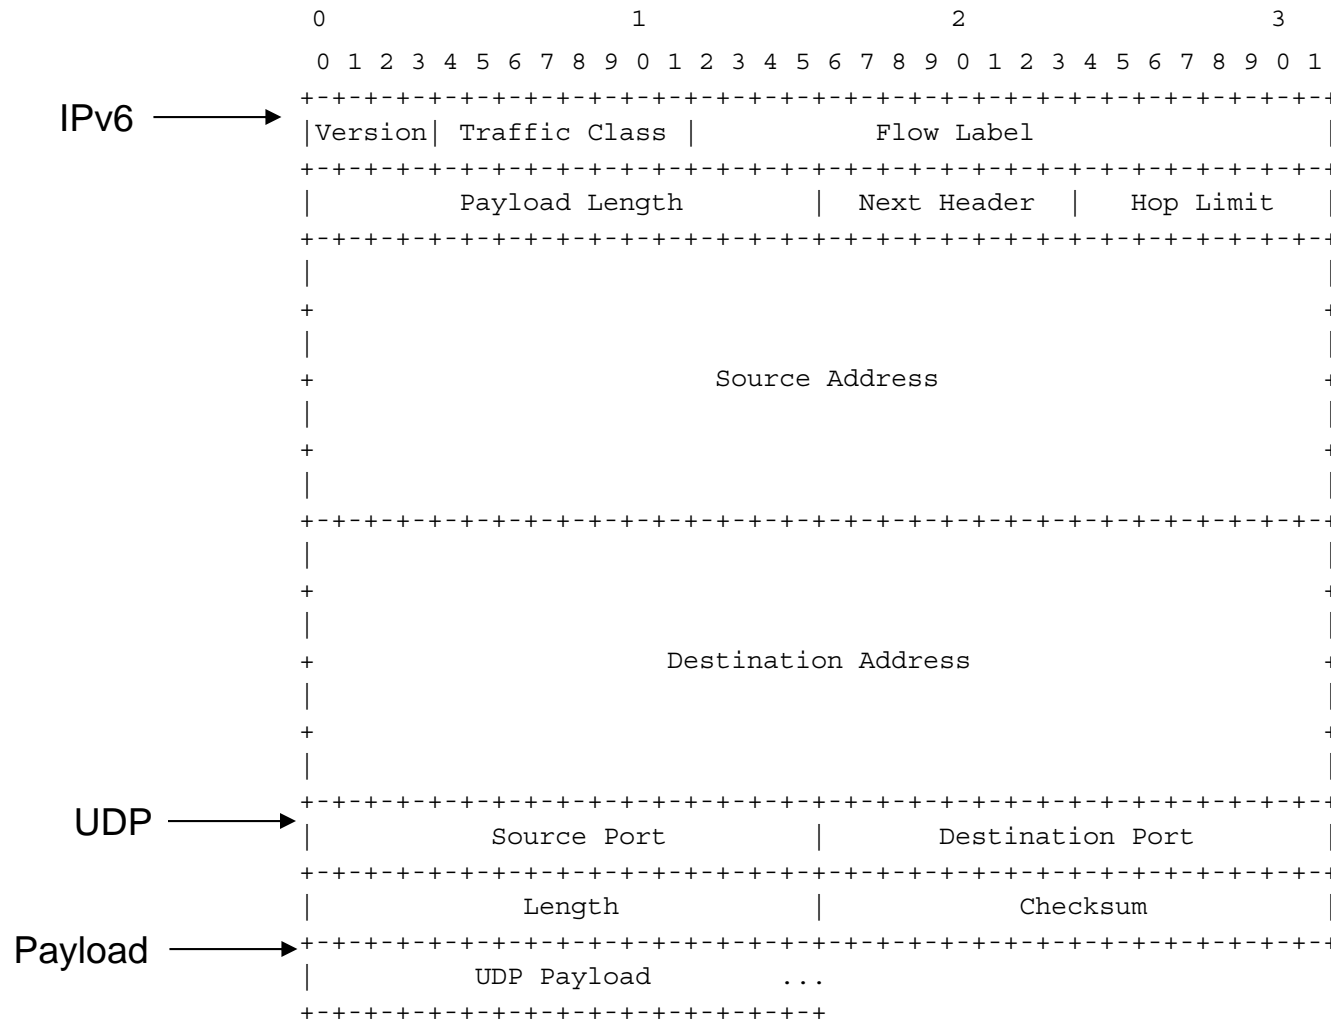 0 1 2 3
0 1 2 3 4 5 6 7 8 9 0 1 2 3 4 5 6 7 8 9 0 1 2 3 4 5 6 7 8 9 0 1
+-+-+-+-+-+-+-+-+-+-+-+-+-+-+-+-+-+-+-+-+-+-+-+-+-+-+-+-+-+-+-+-+
IPv6
|Version| Traffic Class | Flow Label |
+-+-+-+-+-+-+-+-+-+-+-+-+-+-+-+-+-+-+-+-+-+-+-+-+-+-+-+-+-+-+-+-+
| Payload Length | Next Header | Hop Limit |
+-+-+-+-+-+-+-+-+-+-+-+-+-+-+-+-+-+-+-+-+-+-+-+-+-+-+-+-+-+-+-+-+
| |
+ +
| |
+ Source Address +
| |
+ +
| |
+-+-+-+-+-+-+-+-+-+-+-+-+-+-+-+-+-+-+-+-+-+-+-+-+-+-+-+-+-+-+-+-+
| |
+ +
| |
+ Destination Address +
| |
+ +
| |
+-+-+-+-+-+-+-+-+-+-+-+-+-+-+-+-+-+-+-+-+-+-+-+-+-+-+-+-+-+-+-+-+
UDP
| Source Port | Destination Port |
+-+-+-+-+-+-+-+-+-+-+-+-+-+-+-+-+-+-+-+-+-+-+-+-+-+-+-+-+-+-+-+-+
| Length | Checksum |
Payload
+-+-+-+-+-+-+-+-+-+-+-+-+-+-+-+-+-+-+-+-+-+-+-+-+-+-+-+-+-+-+-+-+
| UDP Payload ...
+-+-+-+-+-+-+-+-+-+-+-+-+-+-+-+-+